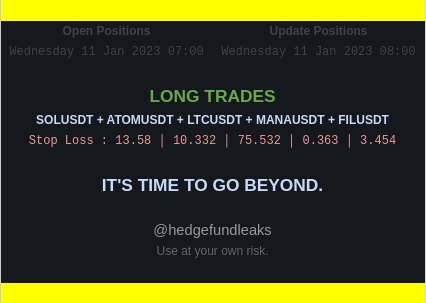 Open Positions Update Positions
Wednesday 11 Jan 2023 07:00 Wednesday 11 Jan 2023 08:00
LONG TRADES
SOLUSDT + ATOMUSDT + LTCUSDT + MANAUSDT + FILUSDT
Stop Loss : 13.58 | 10.332 | 75.532 | 0.363 | 3.454
IT'S TIME TO GO BEYOND.
@hedgefundleaks
Use at your own risk.